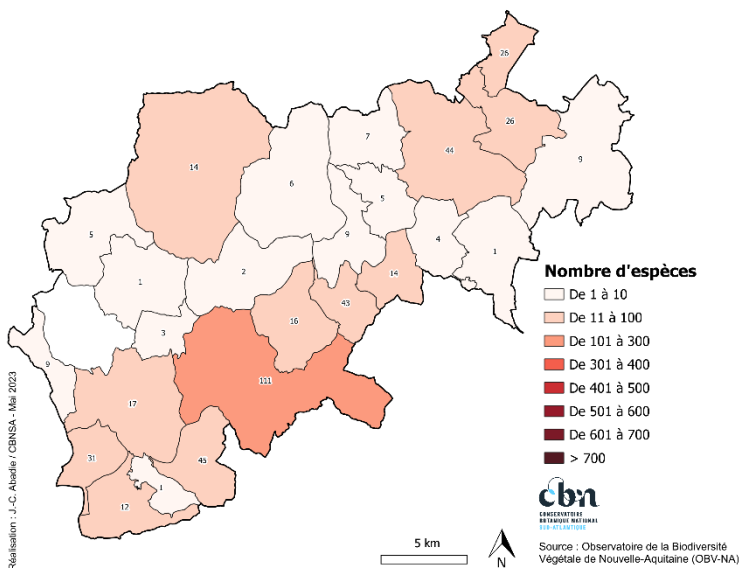 26
26
7
44
9
14
6
5
5
9
4
1
2
1
14
43
16
3
9
111
17
31
45
1
12
Nombre d'espèces
De 1 à 10
De 11 à 100
De 101 à 300
De 301 à 400
De 401 à 500
De 501 à 600
De 601 à 700
> 700
cbn
CONSERVATOIRE
BOTANIQUE NATIONAL
SUD-ATLANTIQUE
5 km
N
Source : Observatoire de la Biodiversité
Végétale de Nouvelle-Aquitaine (OBV-NA)
Réalisation : J.-C. Abadie / CBNSA - Mai 2023